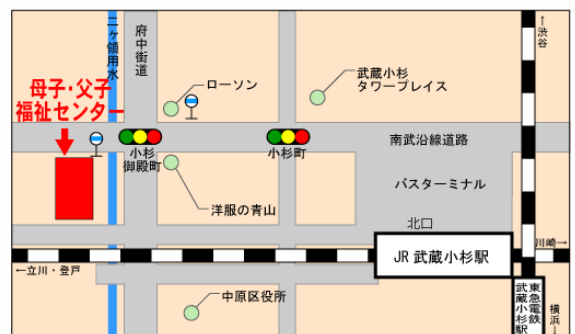 二ヶ領用水
府中街道
←渋谷
ローソン
武蔵小杉
タワープレイス
母子・父子
福祉センター
小杉
御殿町
小杉町
南武沿線道路
バスターミナル
洋服の青山
北口
JR 武蔵小杉駅
川崎→
←立川・登戸
中原区役所
東急電鉄
武蔵小杉駅
横浜→